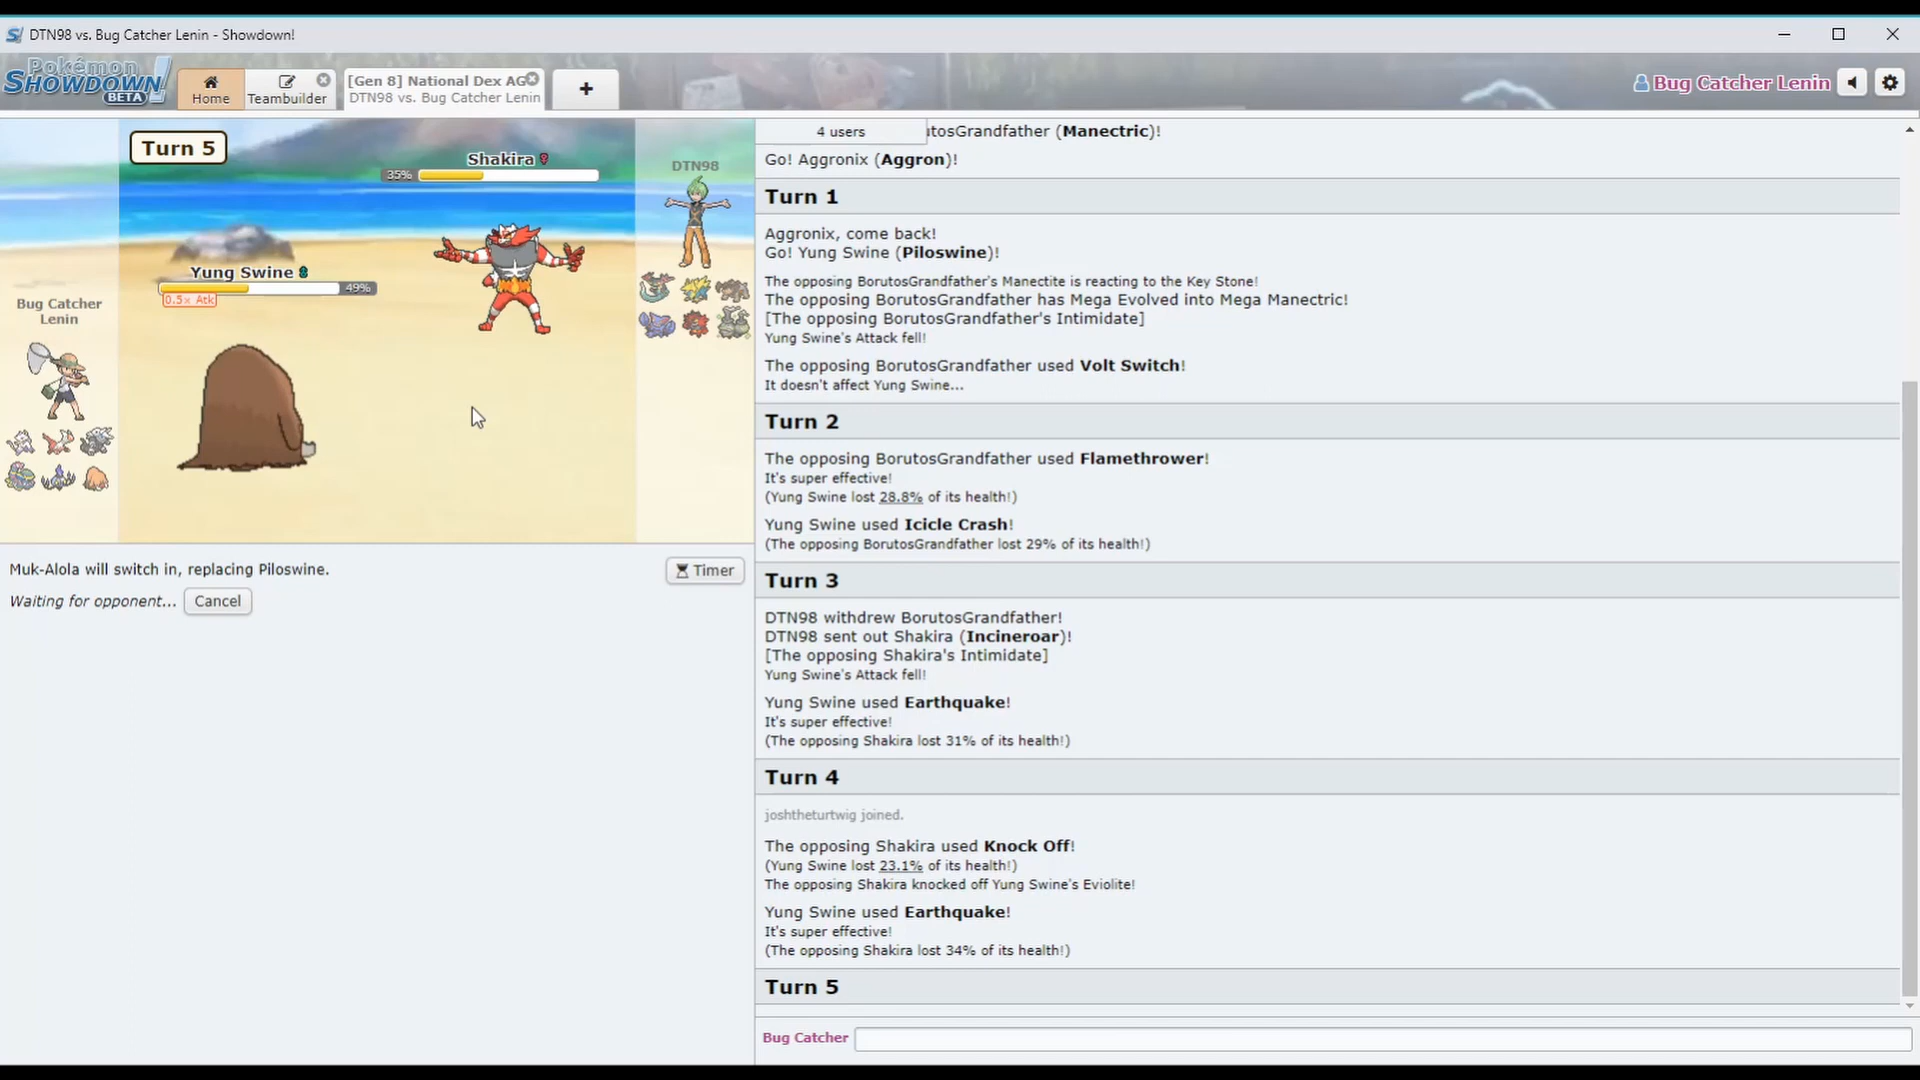 DTN98 vs. Bug Catcher Lenin - Showdown!
Pokémon
SHOWDOWN!
BETA
Home
Teambuilder
[Gen 8] National Dex AG
DTN98 vs. Bug Catcher Lenin
+
Bug Catcher Lenin
Turn 5
Shakira
35%
DTN98
Yung Swine
49%
0.5× Atk
Bug Catcher
Lenin
Muk-Alola will switch in, replacing Piloswine.
Timer
Waiting for opponent...
Cancel
4 users
utosGrandfather (Manectric)!
Go! Aggronix (Aggron)!
Turn 1
Aggronix, come back!
Go! Yung Swine (Piloswine)!
The opposing BorutosGrandfather's Manectite is reacting to the Key Stone!
The opposing BorutosGrandfather has Mega Evolved into Mega Manectric!
[The opposing BorutosGrandfather's Intimidate]
Yung Swine's Attack fell!
The opposing BorutosGrandfather used Volt Switch!
It doesn't affect Yung Swine...
Turn 2
The opposing BorutosGrandfather used Flamethrower!
It's super effective!
(Yung Swine lost 28.8% of its health!)
Yung Swine used Icicle Crash!
(The opposing BorutosGrandfather lost 29% of its health!)
Turn 3
DTN98 withdrew BorutosGrandfather!
DTN98 sent out Shakira (Incineroar)!
[The opposing Shakira's Intimidate]
Yung Swine's Attack fell!
Yung Swine used Earthquake!
It's super effective!
(The opposing Shakira lost 31% of its health!)
Turn 4
joshtheturtwig joined.
The opposing Shakira used Knock Off!
(Yung Swine lost 23.1% of its health!)
The opposing Shakira knocked off Yung Swine's Eviolite!
Yung Swine used Earthquake!
It's super effective!
(The opposing Shakira lost 34% of its health!)
Turn 5
Bug Catcher